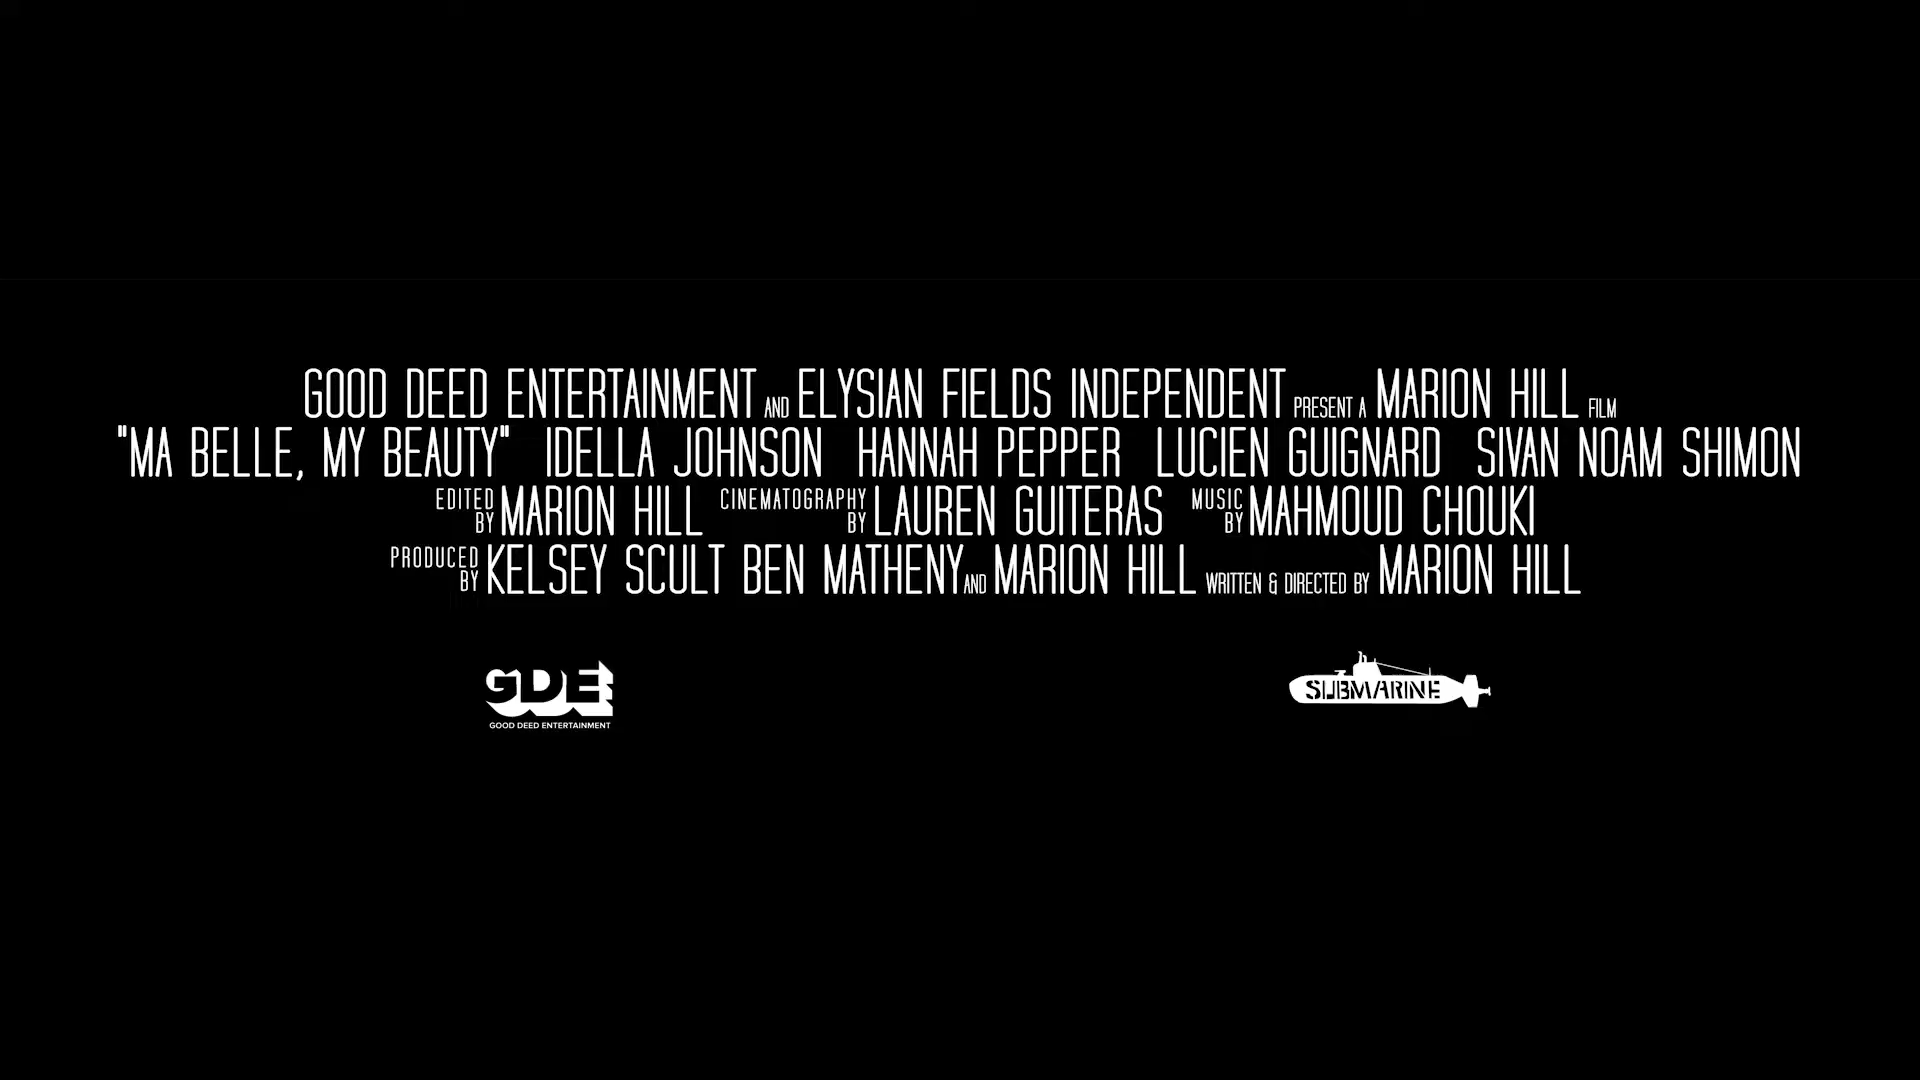 GOOD DEED ENTERTAINMENT AND ELYSIAN FIELDS INDEPENDENT PRESENT A MARION HILL FILM
"MA BELLE, MY BEAUTY" IDELLA JOHNSON HANNAH PEPPER LUCIEN GUIGNARD SIVAN NOAM SHIMON
EDITED BY MARION HILL CINEMATOGRAPHY BY LAUREN GUITERAS MUSIC BY MAHMOUD CHOUKI
PRODUCED BY KELSEY SCULT BEN MATHENY AND MARION HILL WRITTEN & DIRECTED BY MARION HILL
GDE
GOOD DEED ENTERTAINMENT
SUBMARINE